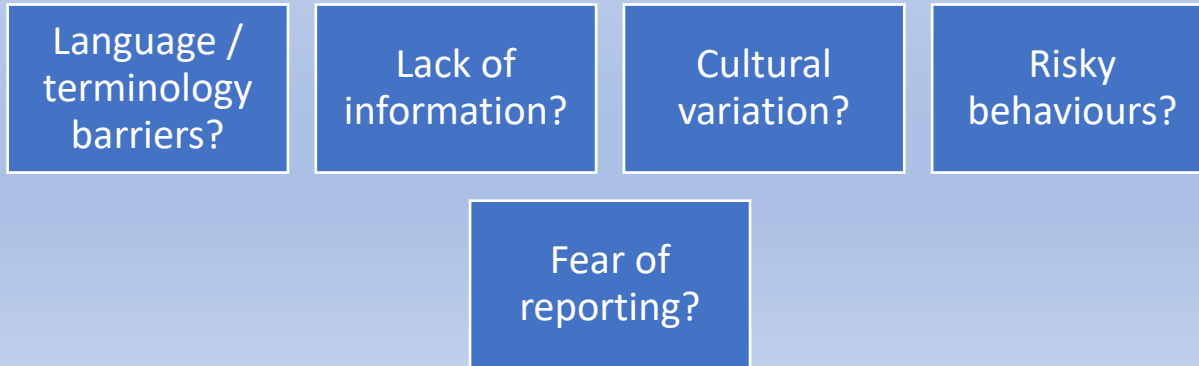 Language /
terminology
barriers?
Lack of
information?
Cultural
variation?
Risky
behaviours?
Fear of
reporting?